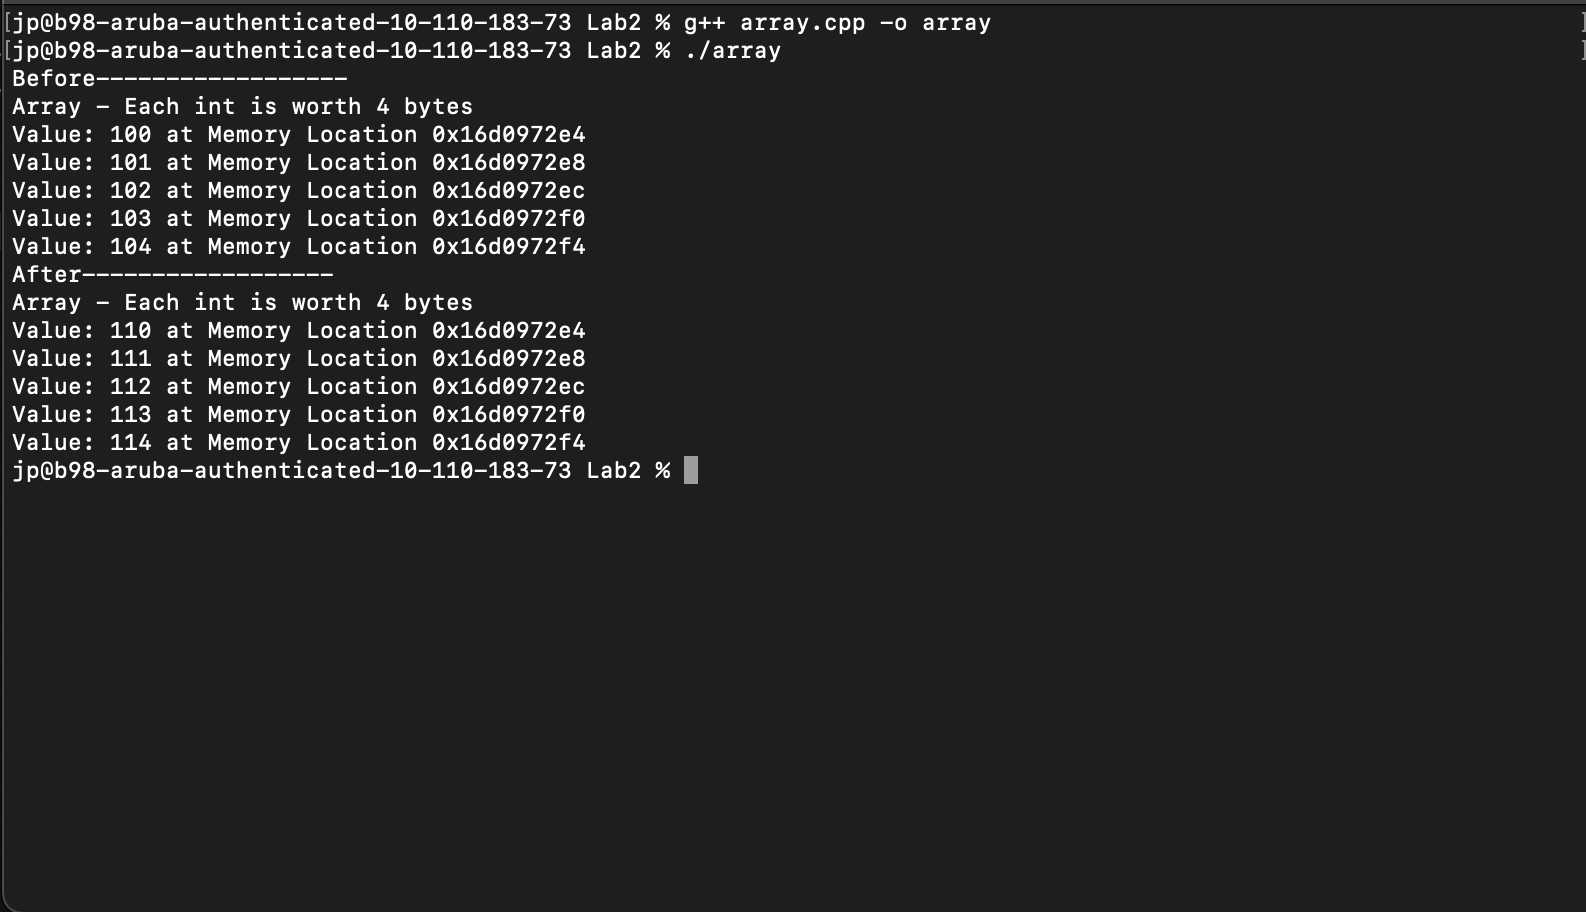 [jp@b98-aruba-authenticated-10-110-183-73 Lab2 % g++ array.cpp -o array ]
[jp@b98-aruba-authenticated-10-110-183-73 Lab2 % ./array ]
Before------------------
Array - Each int is worth 4 bytes
Value: 100 at Memory Location 0x16d0972e4
Value: 101 at Memory Location 0x16d0972e8
Value: 102 at Memory Location 0x16d0972ec
Value: 103 at Memory Location 0x16d0972f0
Value: 104 at Memory Location 0x16d0972f4
After------------------
Array - Each int is worth 4 bytes
Value: 110 at Memory Location 0x16d0972e4
Value: 111 at Memory Location 0x16d0972e8
Value: 112 at Memory Location 0x16d0972ec
Value: 113 at Memory Location 0x16d0972f0
Value: 114 at Memory Location 0x16d0972f4
jp@b98-aruba-authenticated-10-110-183-73 Lab2 %